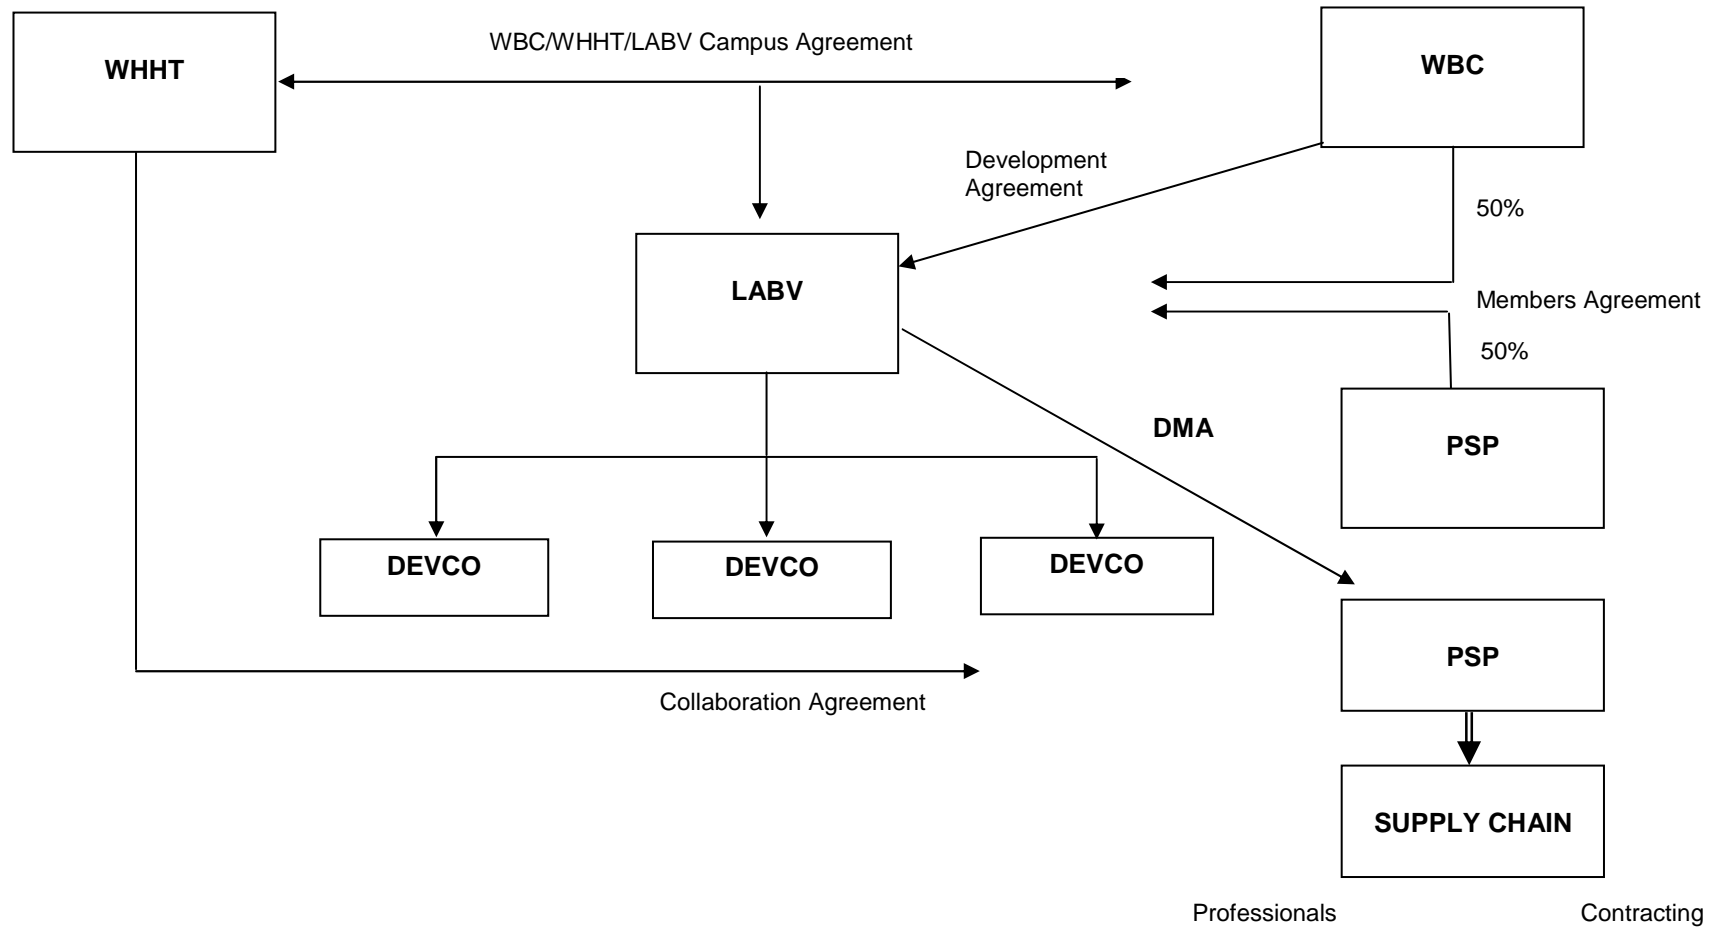 WBC/WHHT/LABV Campus Agreement
WHHT
WBC
Development
Agreement
50%
LABV
Members Agreement
50%
DMA
PSP
DEVCO
DEVCO
DEVCO
PSP
Collaboration Agreement
SUPPLY CHAIN
Professionals
Contracting